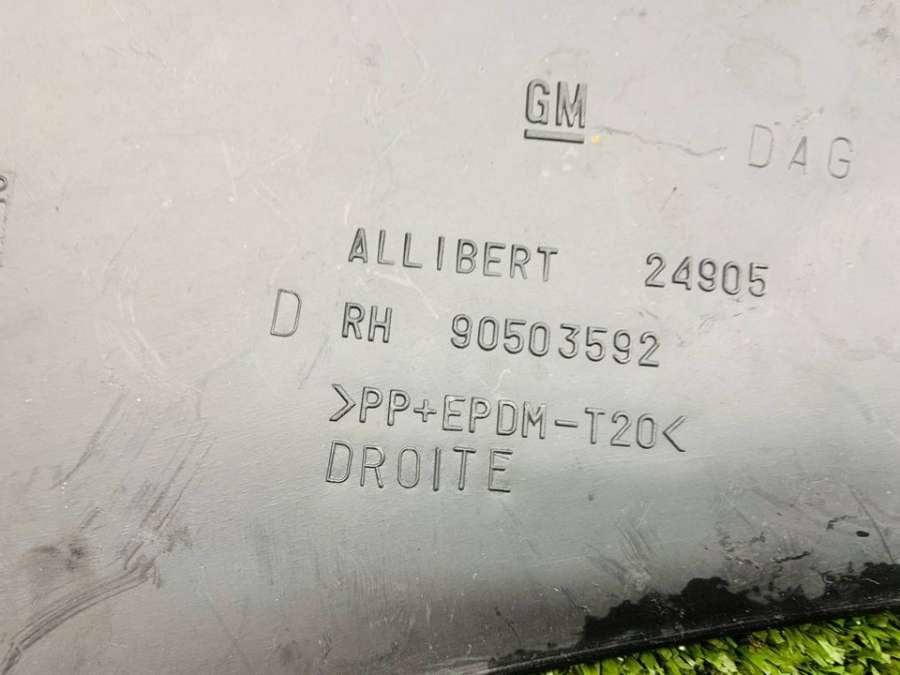 GM
DAG
ALLIBERT 24905
D RH 90503592
>PP+EPDM-T20<
DROITE